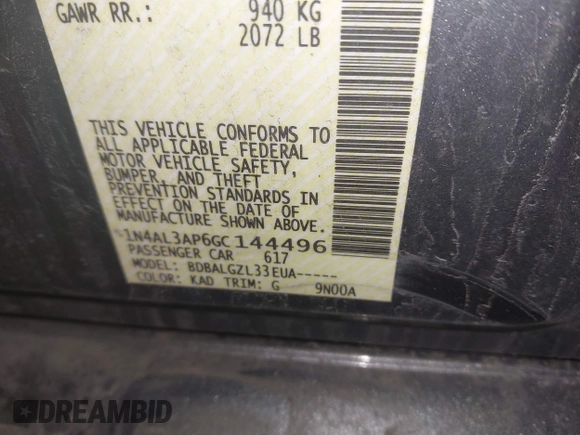 GAWR RR.: 940 KG
2072 LB
THIS VEHICLE CONFORMS TO
ALL APPLICABLE FEDERAL
MOTOR VEHICLE SAFETY,
BUMPER, AND THEFT
PREVENTION STANDARDS IN
EFFECT ON THE DATE OF
MANUFACTURE SHOWN ABOVE.
1N4AL3AP6GC144496
PASSENGER CAR 617
MODEL: BDBALGZL33EUA-----
COLOR: KAD TRIM: G 9N00A
DREAMBID